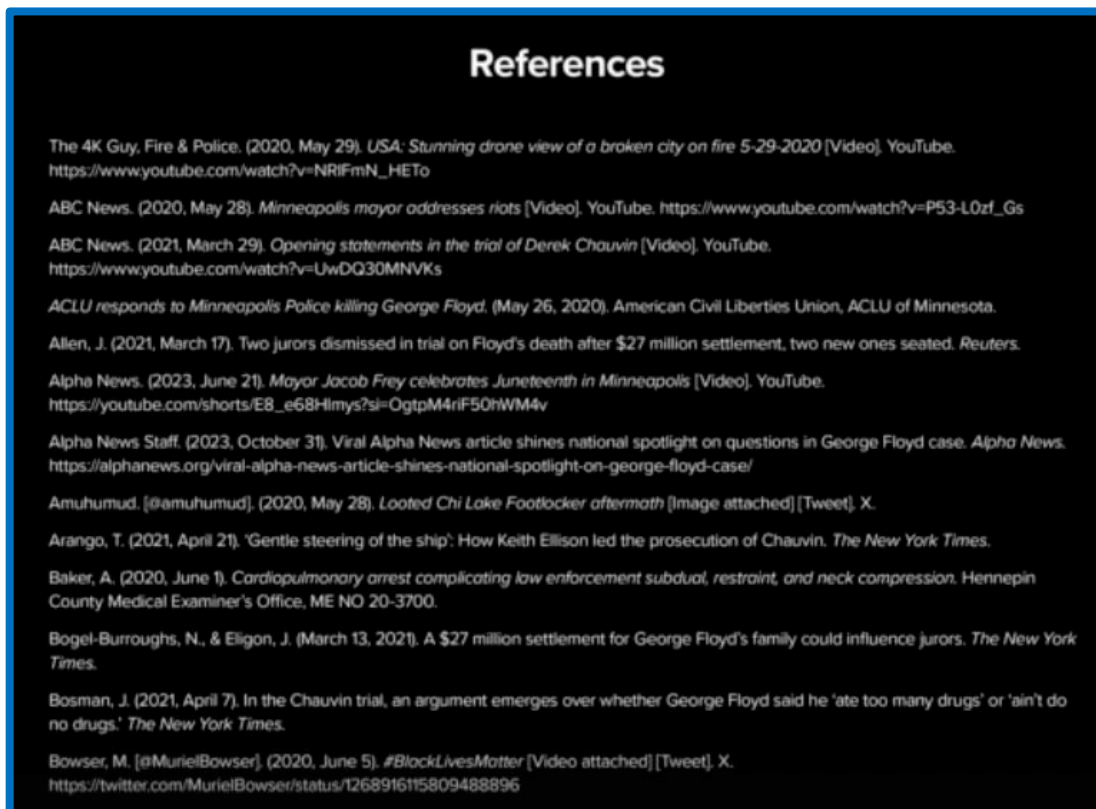 References
The 4K Guy, Fire & Police. (2020, May 29). USA: Stunning drone view of a broken city on fire 5-29-2020 [Video]. YouTube.
https://www.youtube.com/watch?v=NRlFmN_HETo
ABC News. (2020, May 28). Minneapolis mayor addresses riots [Video]. YouTube. https://www.youtube.com/watch?v=P53-L0zf_Gs
ABC News. (2021, March 29). Opening statements in the trial of Derek Chauvin [Video]. YouTube.
https://www.youtube.com/watch?v=UwDQ30MNVKs
ACLU responds to Minneapolis Police killing George Floyd. (May 26, 2020). American Civil Liberties Union, ACLU of Minnesota.
Allen, J. (2021, March 17). Two jurors dismissed in trial on Floyd's death after $27 million settlement, two new ones seated. Reuters.
Alpha News. (2023, June 21). Mayor Jacob Frey celebrates Juneteenth in Minneapolis [Video]. YouTube.
https://youtube.com/shorts/E8_e68HImys?si=OgtpM4riF50hWM4v
Alpha News Staff. (2023, October 31). Viral Alpha News article shines national spotlight on questions in George Floyd case. Alpha News.
https://alphanews.org/viral-alpha-news-article-shines-national-spotlight-on-george-floyd-case/
Amuhumud. [@amuhumud]. (2020, May 28). Looted Chi Lake Footlocker aftermath [Image attached] [Tweet]. X.
Arango, T. (2021, April 21). 'Gentle steering of the ship': How Keith Ellison led the prosecution of Chauvin. The New York Times.
Baker, A. (2020, June 1). Cardiopulmonary arrest complicating law enforcement subdual, restraint, and neck compression. Hennepin
County Medical Examiner's Office, ME NO 20-3700.
Bogel-Burroughs, N., & Eligon, J. (March 13, 2021). A $27 million settlement for George Floyd's family could influence jurors. The New York
Times.
Bosman, J. (2021, April 7). In the Chauvin trial, an argument emerges over whether George Floyd said he 'ate too many drugs' or 'ain't do
no drugs.' The New York Times.
Bowser, M. [@MurielBowser]. (2020, June 5). #BlackLivesMatter [Video attached] [Tweet]. X.
https://twitter.com/MurielBowser/status/1268916115809488896